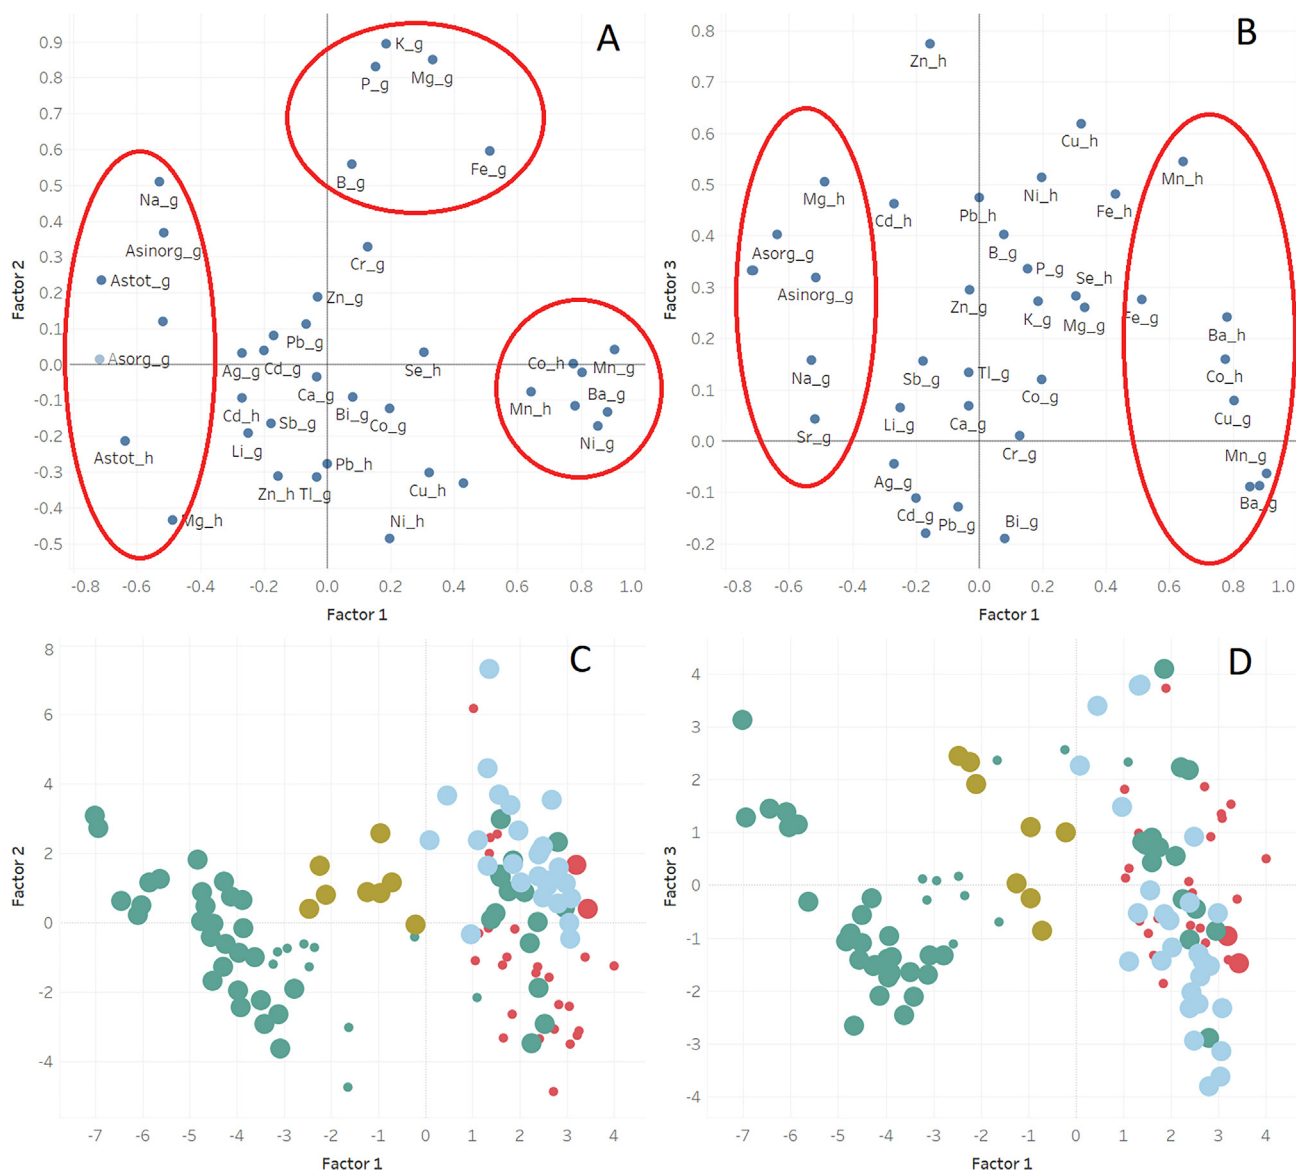 A
0.9
0.8
0.7
0.6
0.5
0.4
0.3
0.2
0.1
0.0
-0.1
-0.2
-0.3
-0.4
-0.5
Factor 2
K_g
P_g
Mg_g
B_g
Fe_g
Na_g
Asinorg_g
Cr_g
Astot_g
Zn_g
Pb_g
Asorg_g
Ag_g
Cd_g
Se_h
Co_h
Mn_g
Ca_g
Mn_h
Ba_g
Cd_h
Sb_g
Bi_g
Co_g
Li_g
Ni_g
Astot_h
Pb_h
Zn_h
Tl_g
Cu_h
Mg_h
Ni_h
-0.8
-0.6
-0.4
-0.2
0.0
0.2
0.4
0.6
0.8
1.0
Factor 1
B
0.8
0.7
0.6
0.5
0.4
0.3
0.2
0.1
0.0
-0.1
-0.2
Factor 3
Zn_h
Cu_h
Mn_h
Mg_h
Ni_h
Cd_h
Pb_h
Fe_h
Asorg_g
B_g
P_g
Se_h
Asinorg_g
Zn_g
K_g
Mg_g
Fe_g
Ba_h
Na_g
Sb_g
Tl_g
Co_g
Co_h
Sr_g
Li_g
Ca_g
Cu_g
Cr_g
Mn_g
Ag_g
Ba_g
Cd_g
Pb_g
Bi_g
-0.8
-0.6
-0.4
-0.2
0.0
0.2
0.4
0.6
0.8
1.0
Factor 1
C
8
6
4
2
0
-2
-4
Factor 2
-7
-6
-5
-4
-3
-2
-1
0
1
2
3
4
Factor 1
D
4
3
2
1
0
-1
-2
-3
-4
Factor 3
-7
-6
-5
-4
-3
-2
-1
0
1
2
3
4
Factor 1